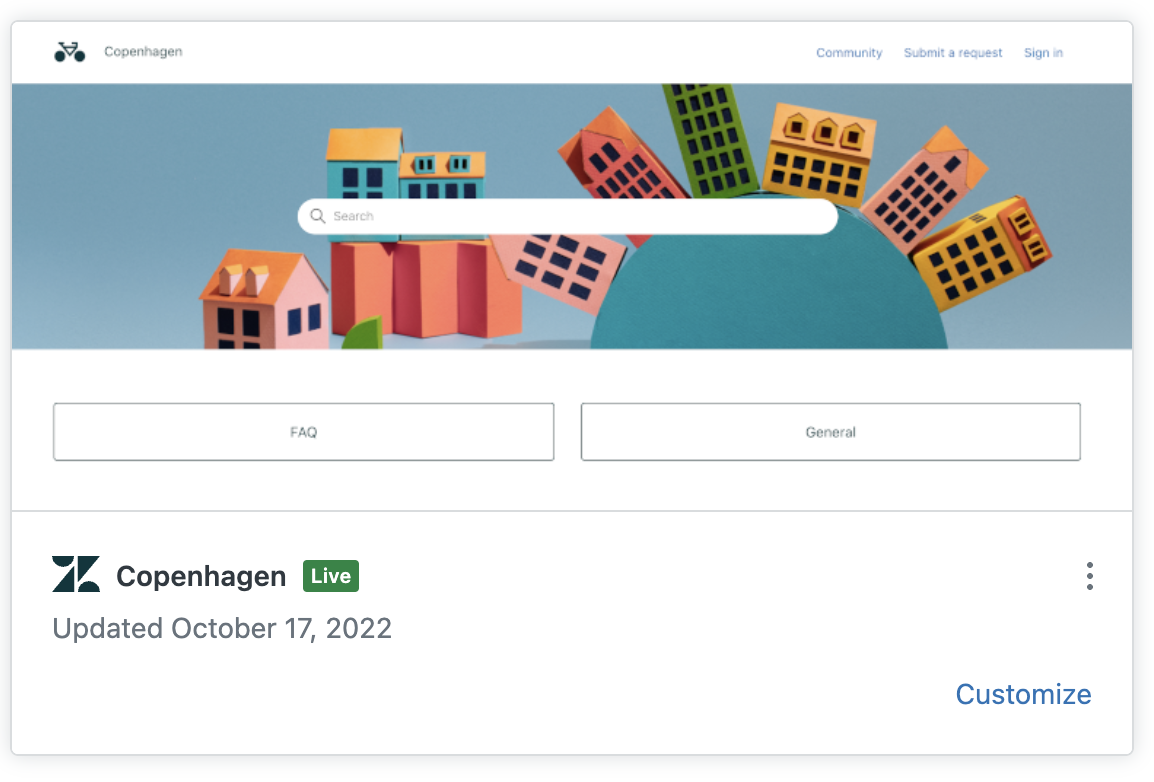 Copenhagen
Community Submit a request Sign in
Search
FAQ
General
Copenhagen Live
Updated October 17, 2022
Customize